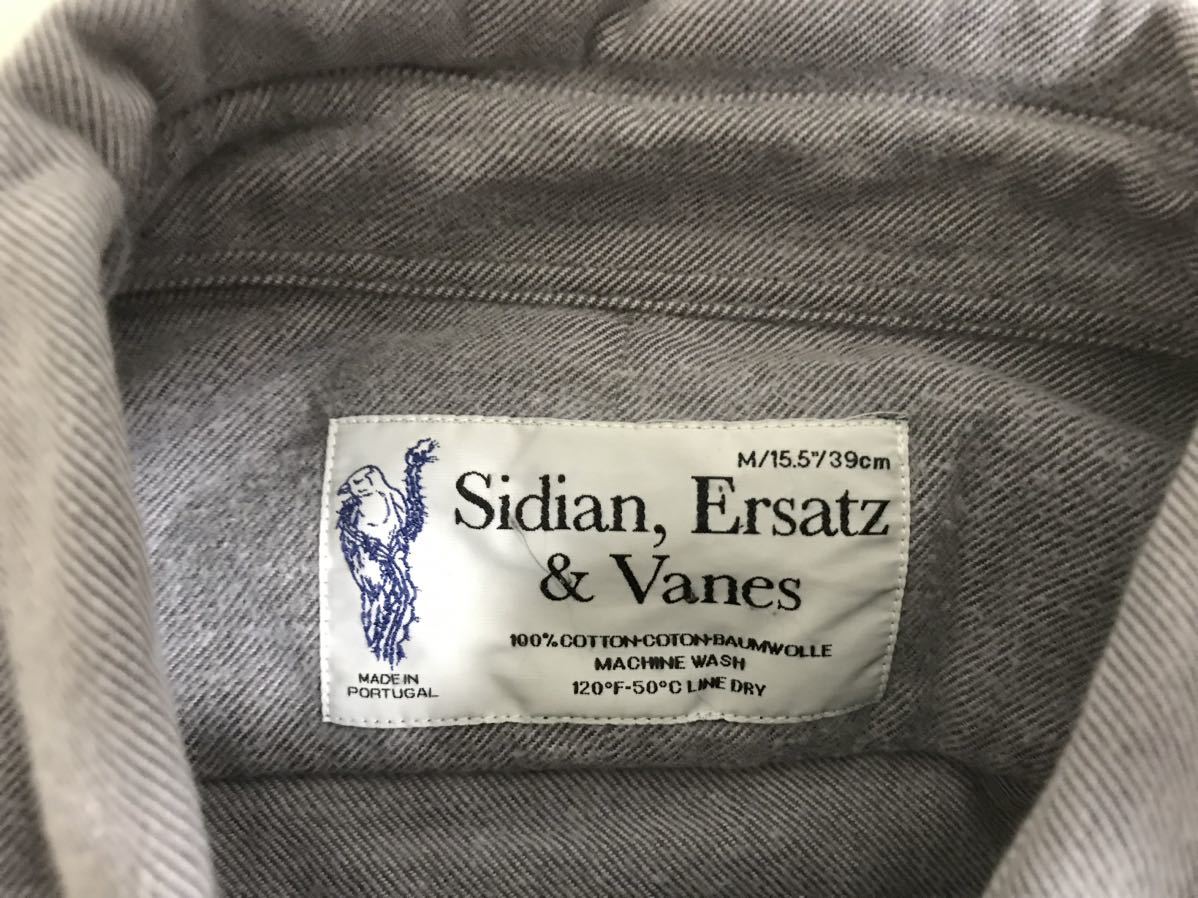 M/15.5"/39cm
Sidian, Ersatz
& Vanes
100% COTTON•COTON•BAUMWOLLE
MACHINE WASH
120°F-50°C LINE DRY
MADE IN
PORTUGAL